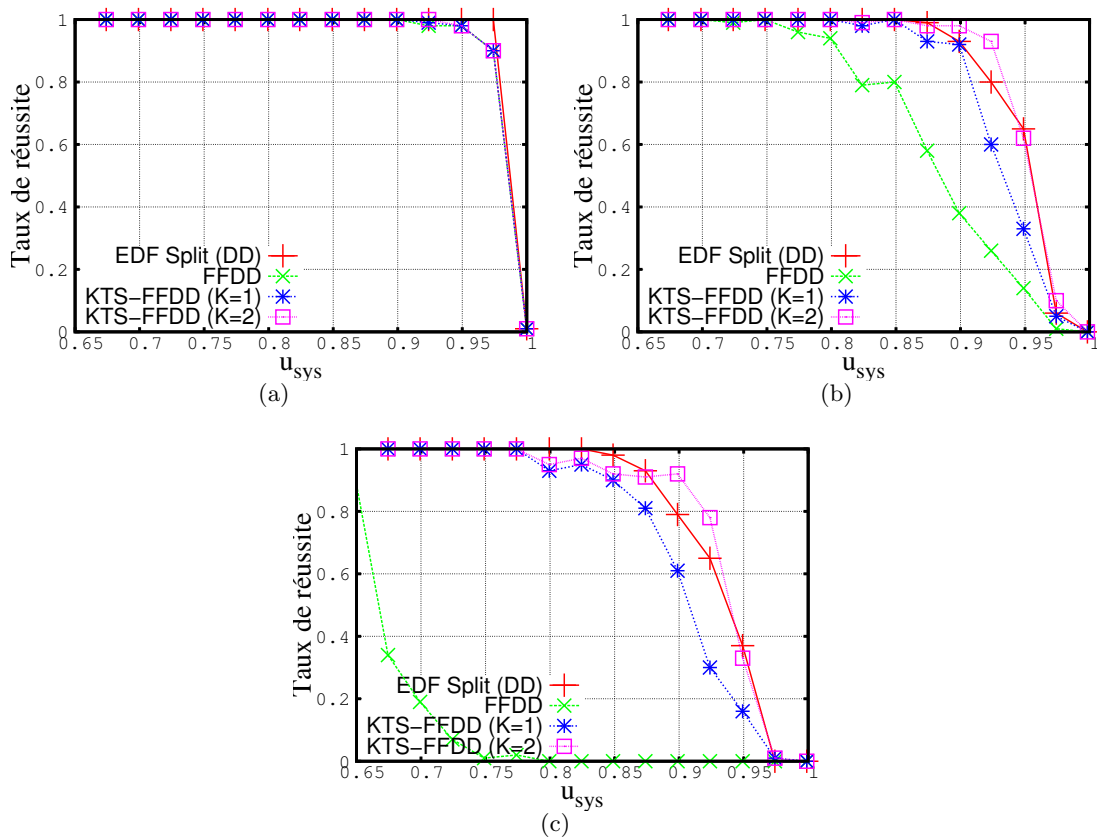 1
0.8
0.6
0.4
0.2
0
Taux de réussite
EDF Split (DD)
FFDD
KTS-FFDD (K=1)
KTS-FFDD (K=2)
0.65 0.7 0.75 0.8 0.85 0.9 0.95 1
u_sys
(a)
1
0.8
0.6
0.4
0.2
0
Taux de réussite
EDF Split (DD)
FFDD
KTS-FFDD (K=1)
KTS-FFDD (K=2)
0.65 0.7 0.75 0.8 0.85 0.9 0.95 1
u_sys
(b)
1
0.8
0.6
0.4
0.2
0
Taux de réussite
EDF Split (DD)
FFDD
KTS-FFDD (K=1)
KTS-FFDD (K=2)
0.65 0.7 0.75 0.8 0.85 0.9 0.95 1
u_sys
(c)